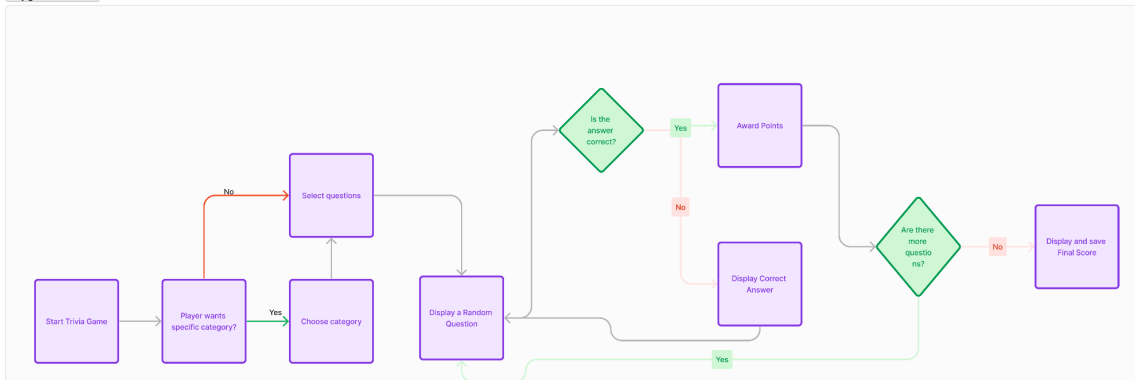 Is the
answer
correct?
Yes
Award Points
No
Select questions
No
Are there
more
questio
ns?
No
Display and save
Final Score
Display Correct
Answer
Start Trivia Game
Player wants
specific category?
Yes
Choose category
Display a Random
Question
Yes